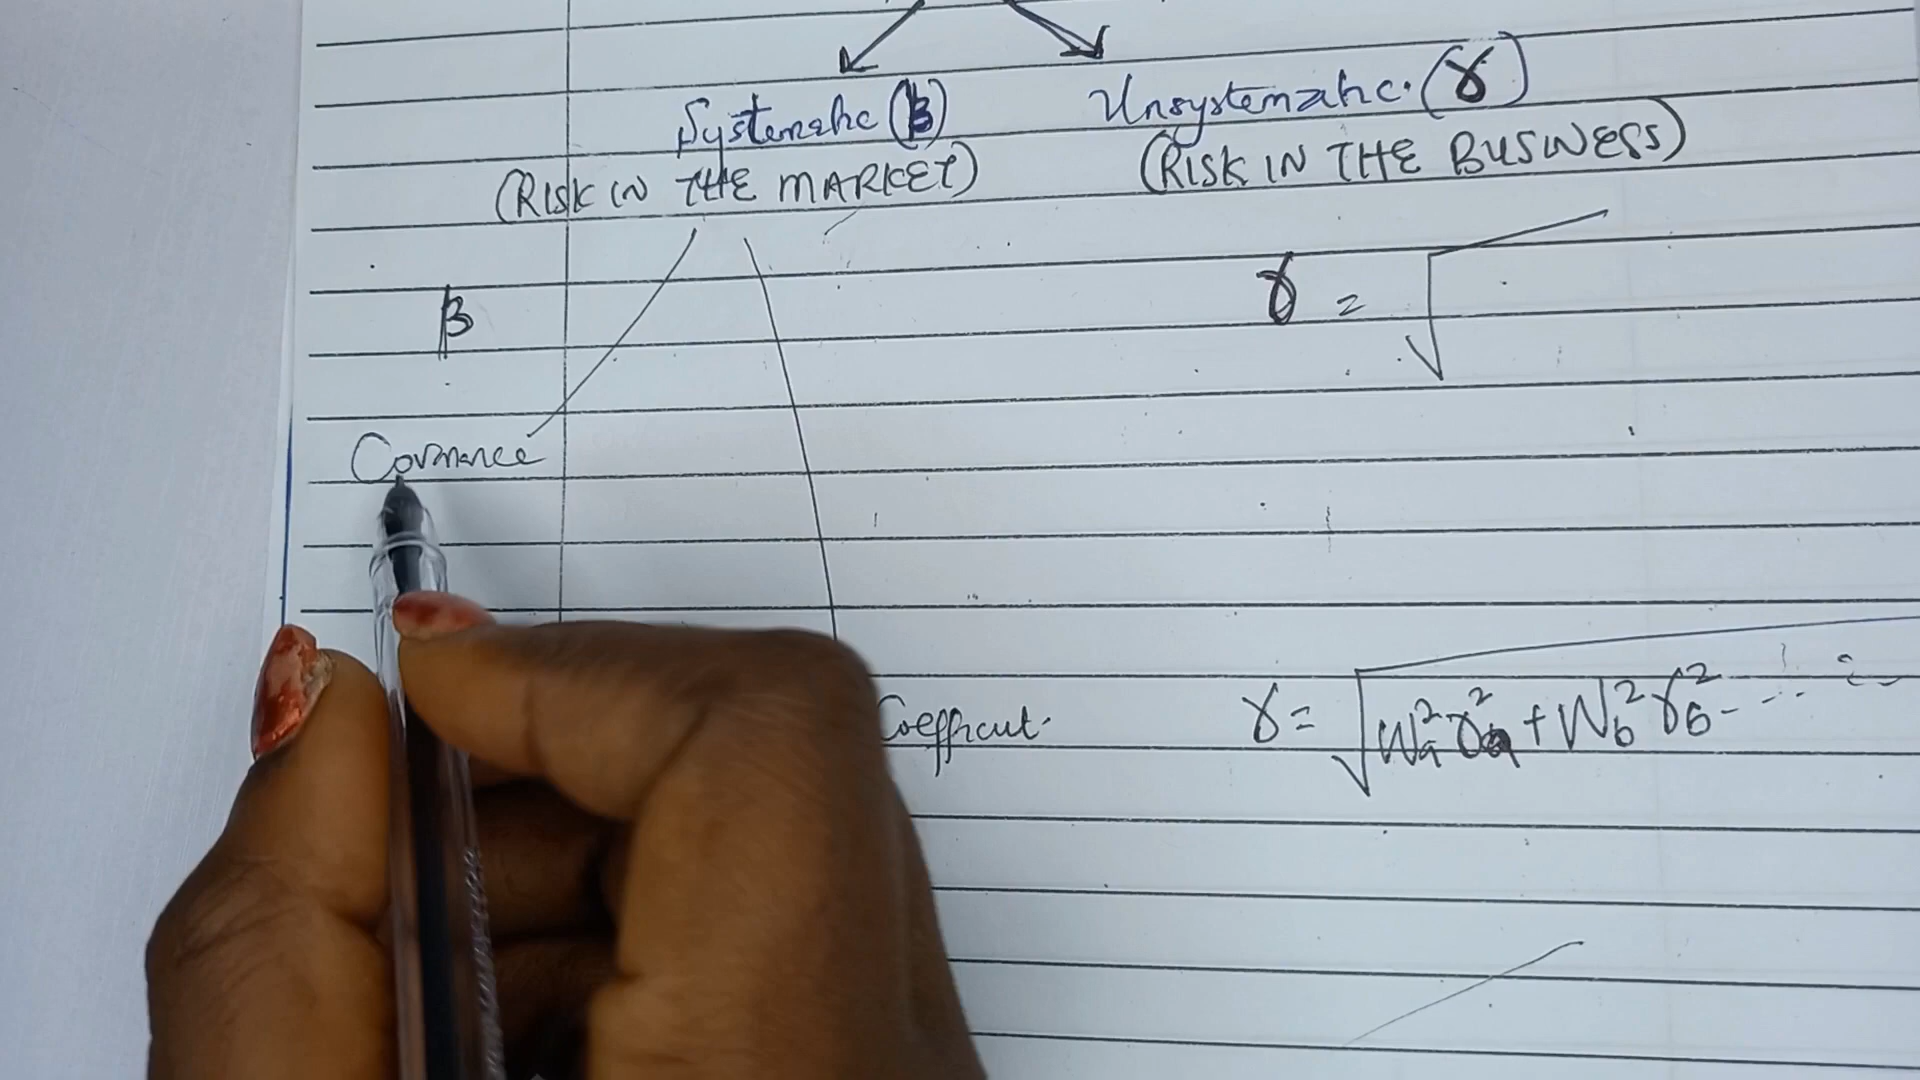 Systematic (β) Unsystematic. (γ)
(RISK IN THE MARKET) (RISK IN THE BUSINESS)
β γ = √
Covariance
Coefficient γ = √Wa²γa² + Wb²γb² - - - -